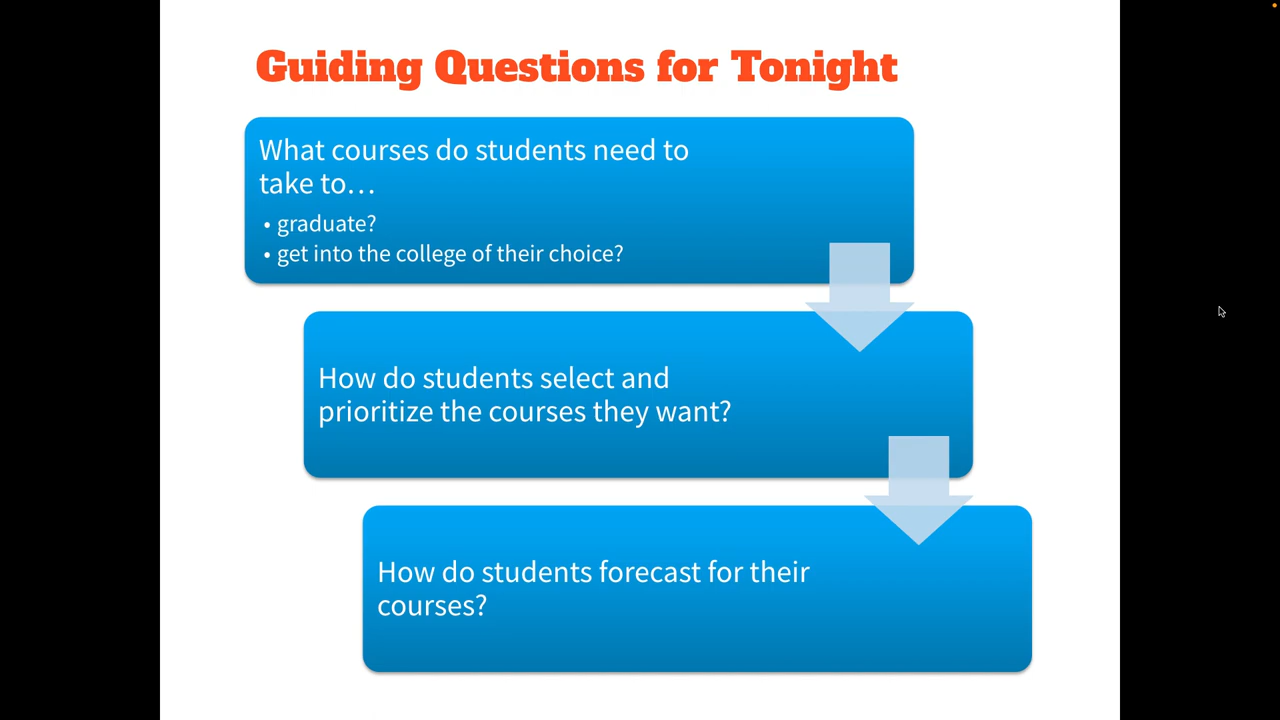 Guiding Questions for Tonight
What courses do students need to
take to…
• graduate?
• get into the college of their choice?
How do students select and
prioritize the courses they want?
How do students forecast for their
courses?